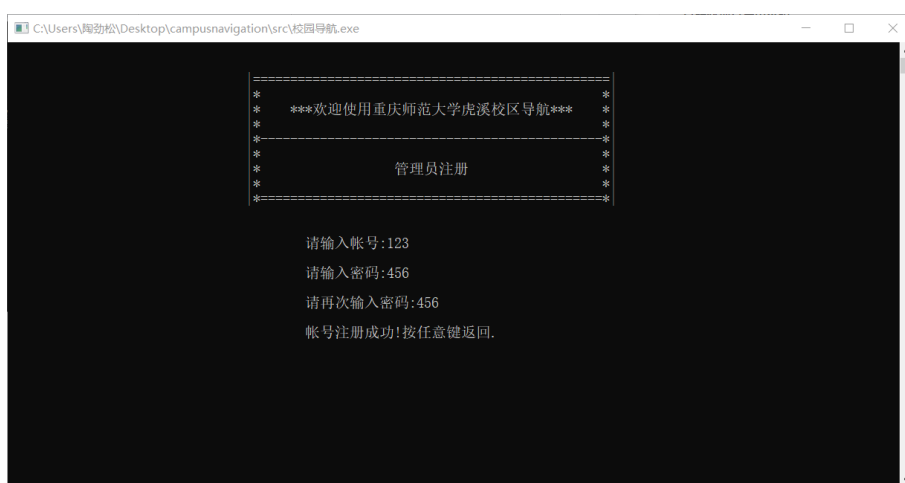 C:\Users\陶劲松\Desktop\campusnavigation\src\校园导航.exe
================================================
* *
* ***欢迎使用重庆师范大学虎溪校区导航*** *
* *
*----------------------------------------------*
* *
* 管理员注册 *
* *
*==============================================*
请输入帐号:123
请输入密码:456
请再次输入密码:456
帐号注册成功!按任意键返回.